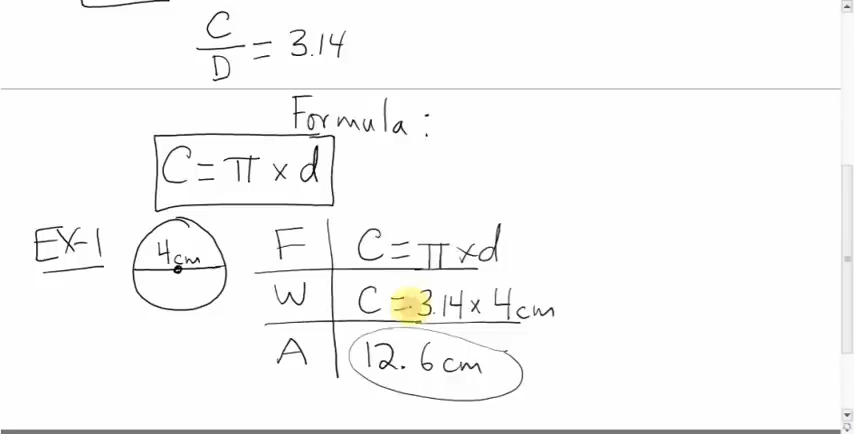 C/D = 3.14
Formula:
C = π x d
EX-1
4cm
F C = π x d
W C = 3.14 x 4cm
A 12.6 cm